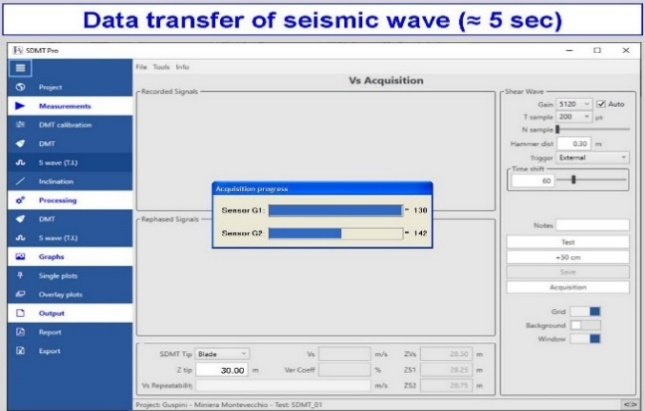 Data transfer of seismic wave (≈ 5 sec)
SDMT Pro
File Tools Info
Vs Acquisition
Project
Measurements
DMT calibration
DMT
S wave (T.I.)
Inclination
Processing
DMT
S wave (T.I.)
Graphs
Single plots
Overlay plots
Output
Report
Export
Recorded Signals
Acquisition progress
Sensor G1: = 130
Sensor G2: = 142
Rephased Signals
SDMT Tip Blade Vs m/s ZVs 28.50 m
Z tip 30.00 m Var Coeff % ZS1 28.25 m
Vs Repeatability m/s ZS2 28.75 m
Shear Wave
Gain 5120 Auto
T sample 200 μs
N sample
Hammer dist 0.30 m
Trigger External
Time shift
60
Notes
Test
+50 cm
Save
Acquisition
Grid
Background
Window
Project: Guspini - Miniera Montevecchio - Test: SDMT_01